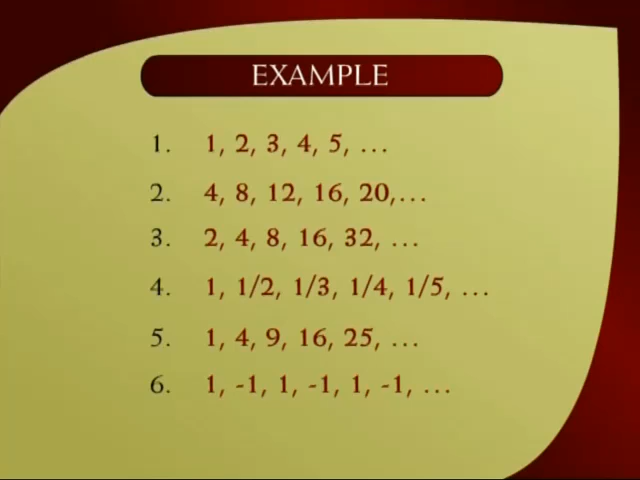 EXAMPLE
1. 1, 2, 3, 4, 5, ...
2. 4, 8, 12, 16, 20,...
3. 2, 4, 8, 16, 32, ...
4. 1, 1/2, 1/3, 1/4, 1/5, ...
5. 1, 4, 9, 16, 25, ...
6. 1, -1, 1, -1, 1, -1, ...